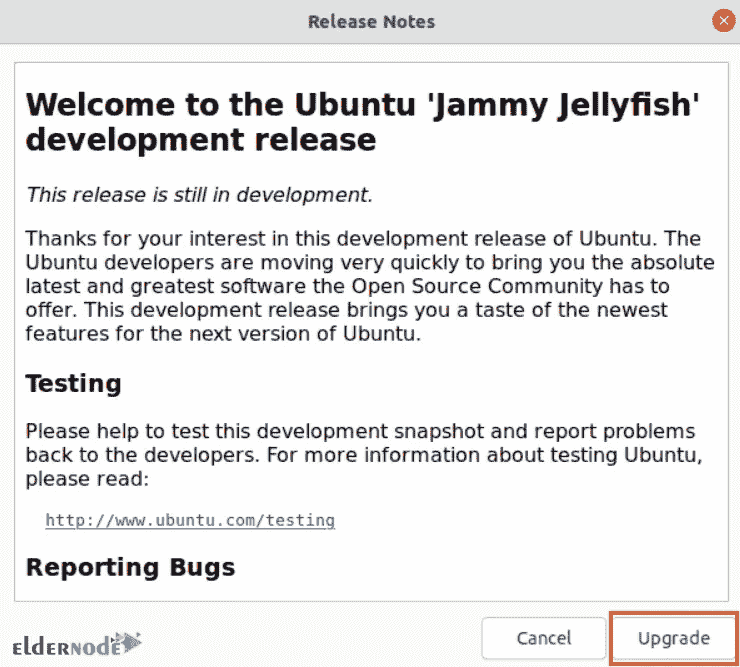 Release Notes
Welcome to the Ubuntu 'Jammy Jellyfish'
development release
This release is still in development.
Thanks for your interest in this development release of Ubuntu. The
Ubuntu developers are moving very quickly to bring you the absolute
latest and greatest software the Open Source Community has to
offer. This development release brings you a taste of the newest
features for the next version of Ubuntu.
Testing
Please help to test this development snapshot and report problems
back to the developers. For more information about testing Ubuntu,
please read:
http://www.ubuntu.com/testing
Reporting Bugs
elderNode
Cancel
Upgrade